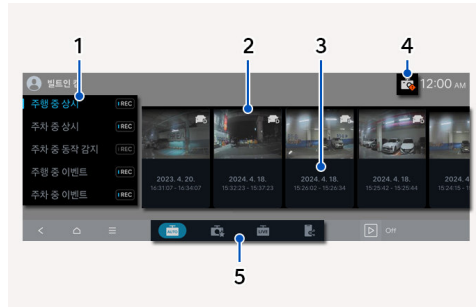 1
2
3
4
빌트인 캠
12:00 AM
주행 중 상시 REC
주차 중 상시 REC
주차 중 동작 감지 REC
주행 중 이벤트 REC
주차 중 이벤트 REC
2023. 4. 20.
16:31:07 - 16:34:07
2024. 4. 18.
15:32:23 - 15:37:23
2024. 4. 18.
15:26:02 - 15:26:34
2024. 4. 18.
15:25:42 - 15:25:44
2024. 4.
15:24:15 - 1
AUTO
LIVE
Off
5